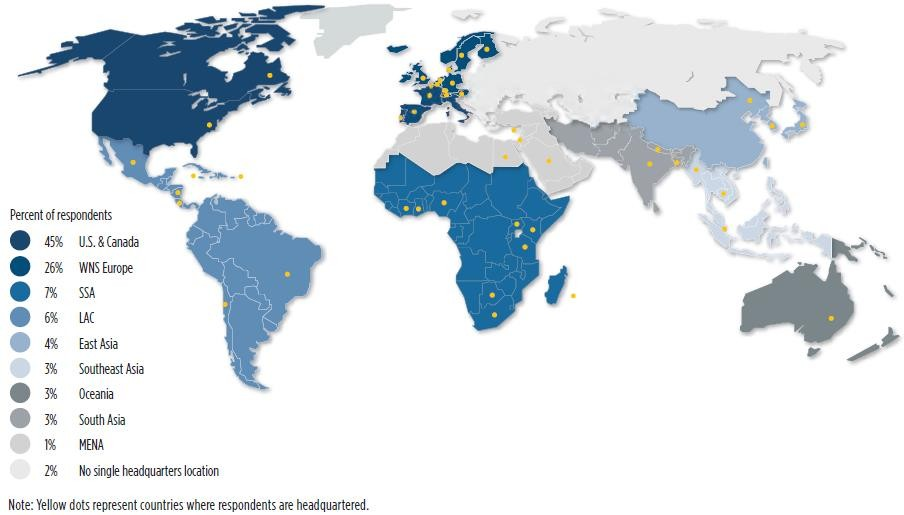 Percent of respondents
45% U.S. & Canada
26% WNS Europe
7% SSA
6% LAC
4% East Asia
3% Southeast Asia
3% Oceania
3% South Asia
1% MENA
2% No single headquarters location
Note: Yellow dots represent countries where respondents are headquartered.